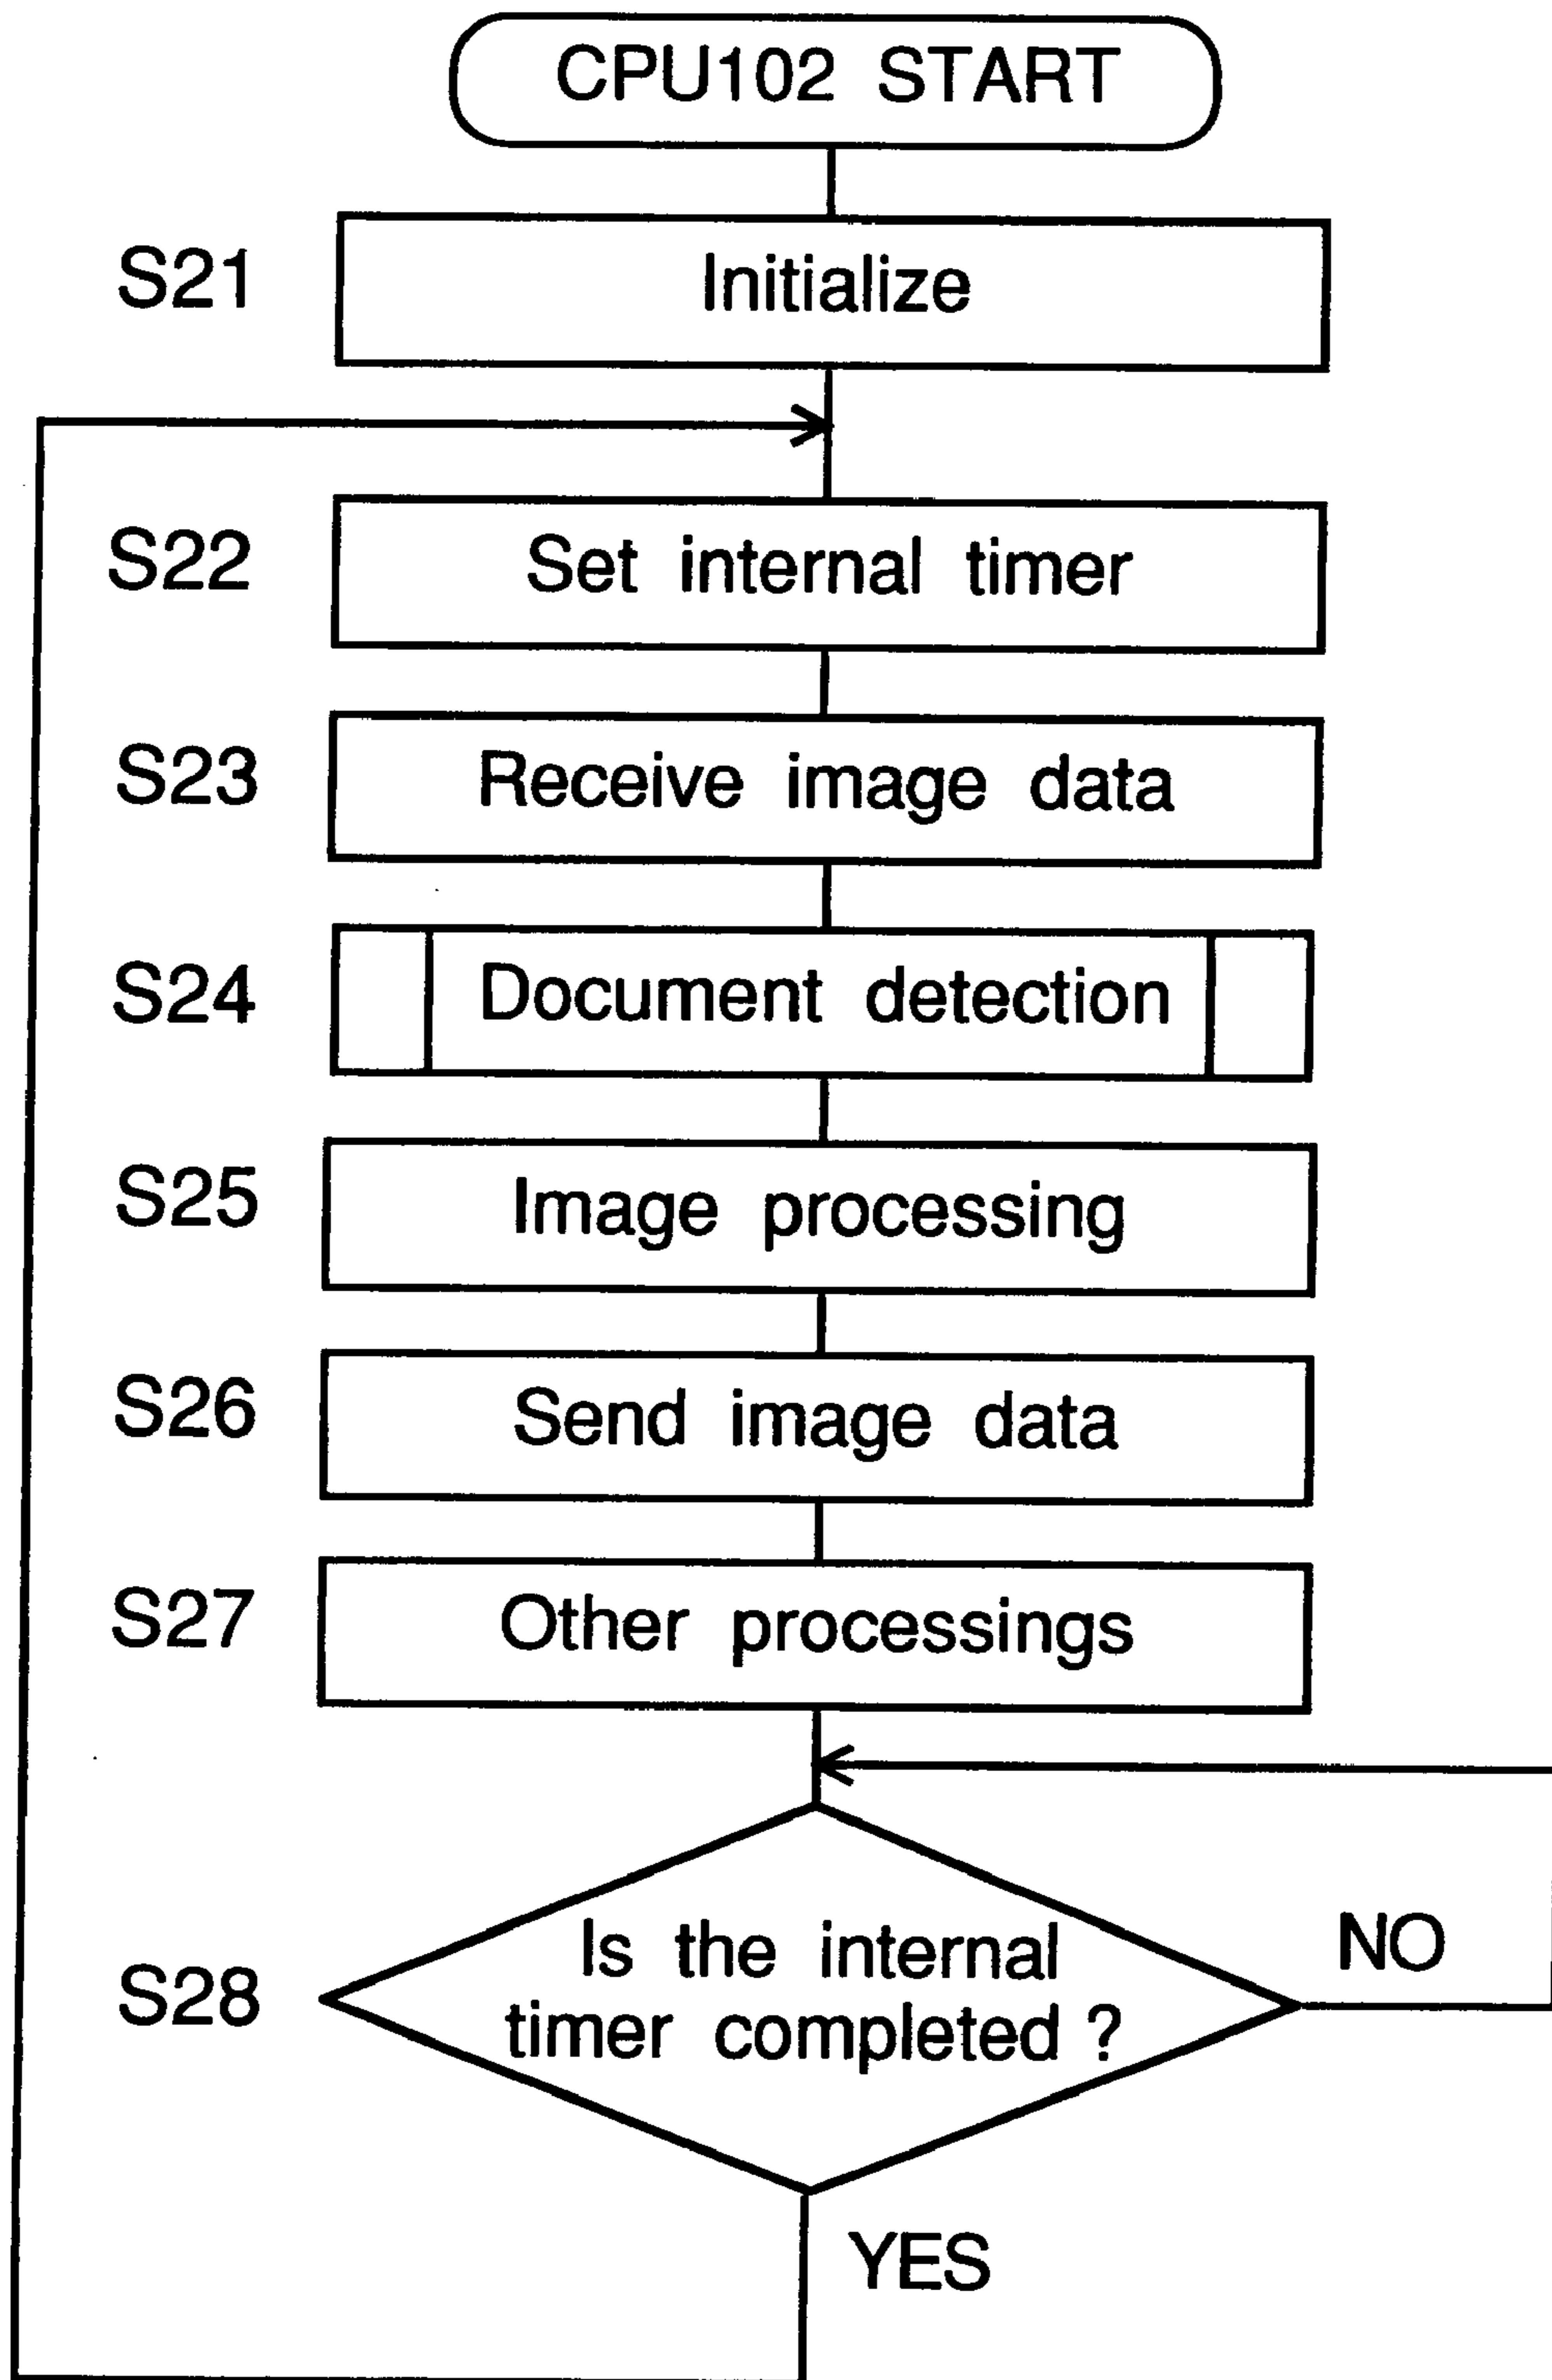 CPU102 START
S21 Initialize
S22 Set internal timer
S23 Receive image data
S24 Document detection
S25 Image processing
S26 Send image data
S27 Other processings
Is the internal
NO
S28
timer completed ?
YES